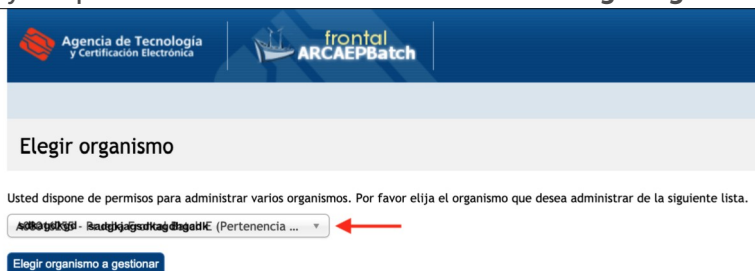 Agencia de Tecnología
y Certificación Electrónica
frontal
ARCAEPBatch
Elegir organismo
Usted dispone de permisos para administrar varios organismos. Por favor elija el organismo que desea administrar de la siguiente lista.
(Pertenencia ...
Elegir organismo a gestionar